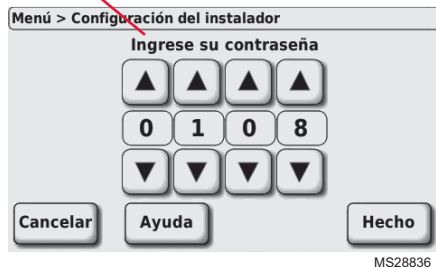 Menú > Configuración del instalador
Ingrese su contraseña
0 1 0 8
Cancelar Ayuda Hecho
MS28836